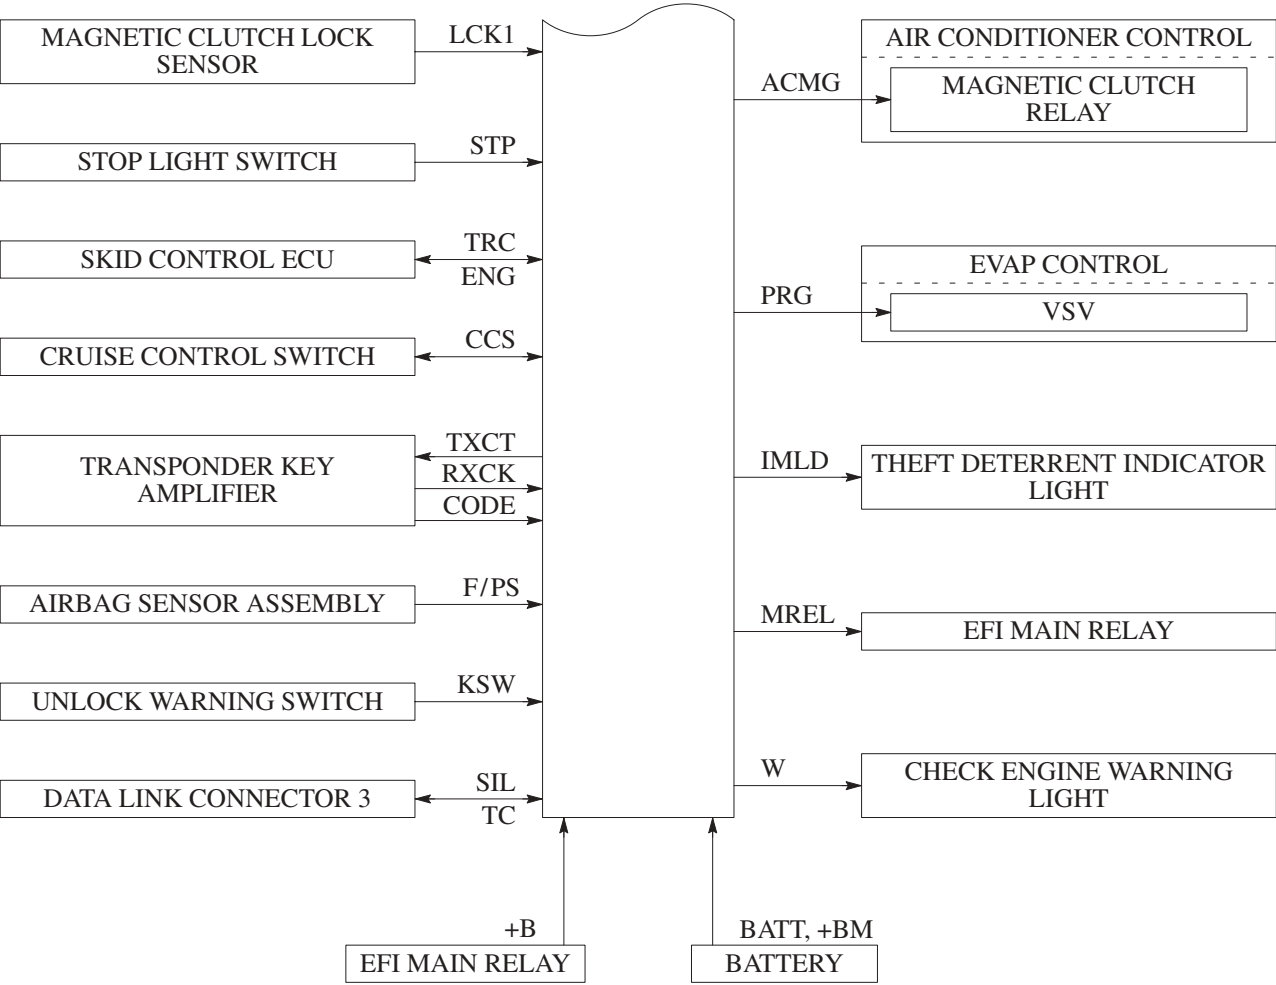 MAGNETIC CLUTCH LOCK
SENSOR
LCK1
STOP LIGHT SWITCH
STP
SKID CONTROL ECU
TRC
ENG
CRUISE CONTROL SWITCH
CCS
TRANSPONDER KEY
AMPLIFIER
TXCT
RXCK
CODE
AIRBAG SENSOR ASSEMBLY
F/PS
UNLOCK WARNING SWITCH
KSW
DATA LINK CONNECTOR 3
SIL
TC
ACMG
AIR CONDITIONER CONTROL
MAGNETIC CLUTCH
RELAY
PRG
EVAP CONTROL
VSV
IMLD
THEFT DETERRENT INDICATOR
LIGHT
MREL
EFI MAIN RELAY
W
CHECK ENGINE WARNING
LIGHT
+B
EFI MAIN RELAY
BATT, +BM
BATTERY